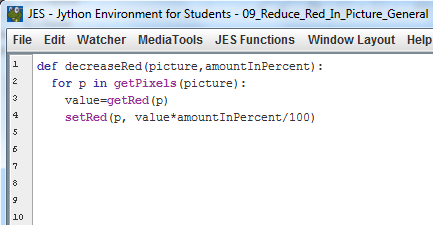 JES - Jython Environment for Students - 09_Reduce_Red_In_Picture_General
File Edit Watcher MediaTools JES Functions Window Layout Help
1 def decreaseRed(picture,amountInPercent):
2   for p in getPixels(picture):
3     value=getRed(p)
4     setRed(p, value*amountInPercent/100)
5
6
7
8
9
10